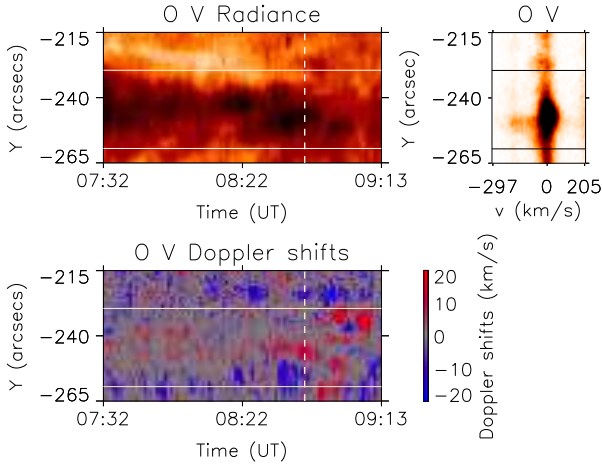 O V Radiance
O V
Y (arcsecs)
−215
−240
−265
07:32
08:22
09:13
Time (UT)
Y (arcsec)
−215
−240
−265
−297
0
205
v (km/s)
O V Doppler shifts
Y (arcsecs)
−215
−240
−265
07:32
08:22
09:13
Time (UT)
20
10
0
−10
−20
Doppler shifts (km/s)